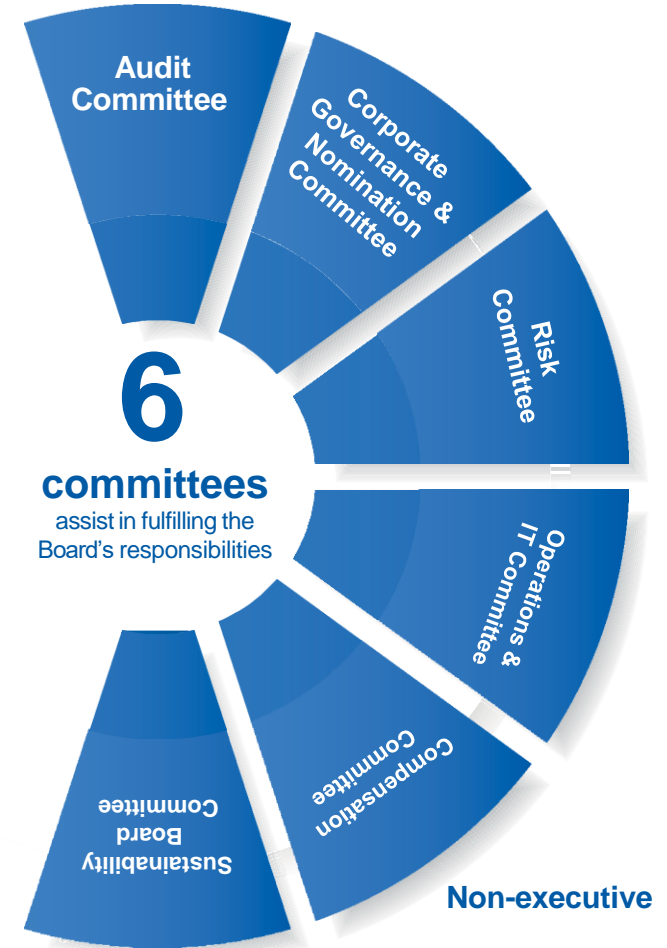 Audit
Committee
Corporate
Governance &
Nomination
Committee
Risk
Committee
6
committees
assist in fulfilling the
Board’s responsibilities
Operations &
IT Committee
Compensation
Committee
Sustainability
Board
Committee
Non-executive